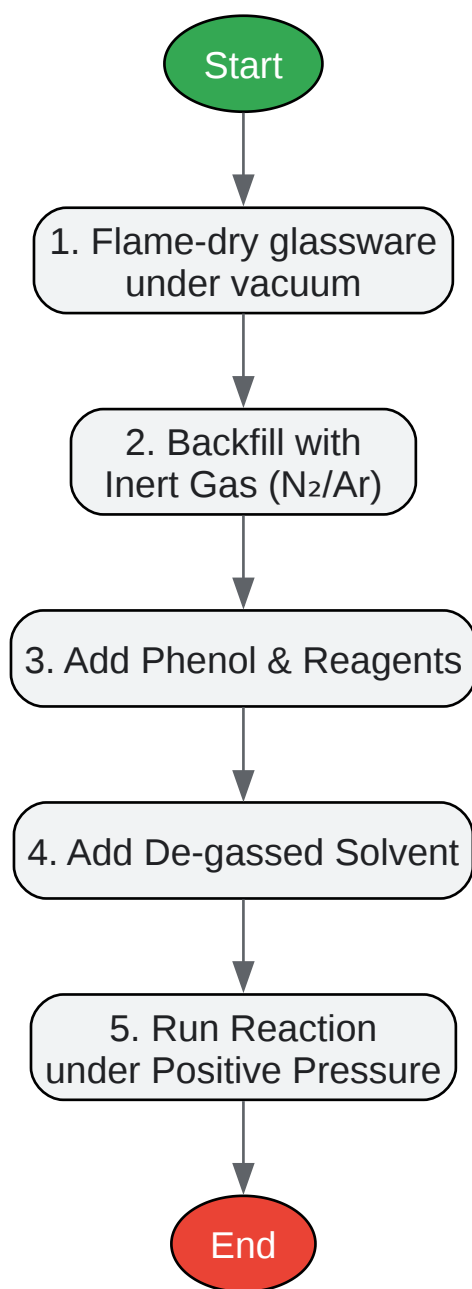 Start
1. Flame-dry glassware
under vacuum
2. Backfill with
Inert Gas (N₂/Ar)
3. Add Phenol & Reagents
4. Add De-gassed Solvent
5. Run Reaction
under Positive Pressure
End